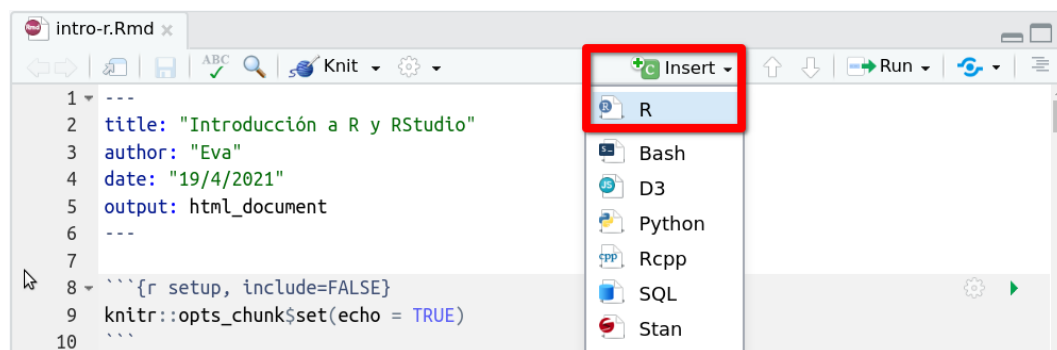 intro-r.Rmd
ABC Knit Insert Run
1 ---
2 title: "Introducción a R y RStudio"
3 author: "Eva"
4 date: "19/4/2021"
5 output: html_document
6 ---
7
8 ```{r setup, include=FALSE}
9 knitr::opts_chunk$set(echo = TRUE)
10 ```
R
Bash
D3
Python
Rcpp
SQL
Stan